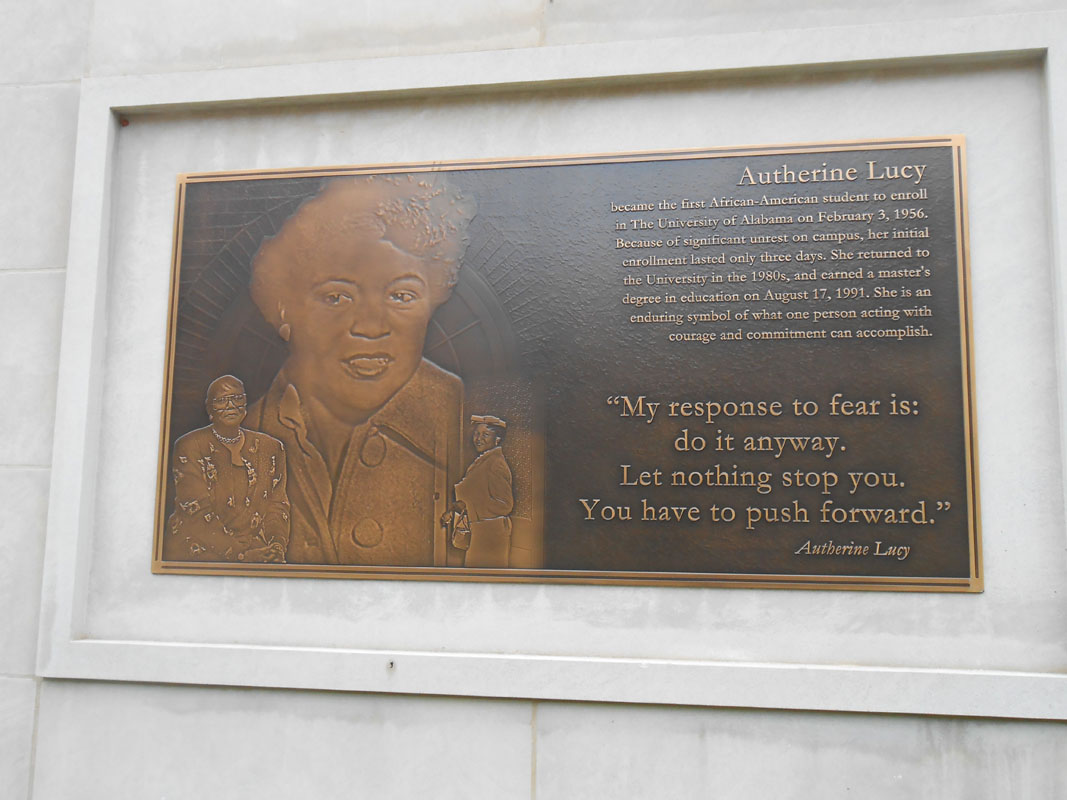 Autherine Lucy
became the first African-American student to enroll
in The University of Alabama on February 3, 1956.
Because of significant unrest on campus, her initial
enrollment lasted only three days. She returned to
the University in the 1980s, and earned a master's
degree in education on August 17, 1991. She is an
enduring symbol of what one person acting with
courage and commitment can accomplish.
“My response to fear is:
do it anyway.
Let nothing stop you.
You have to push forward.”
Autherine Lucy